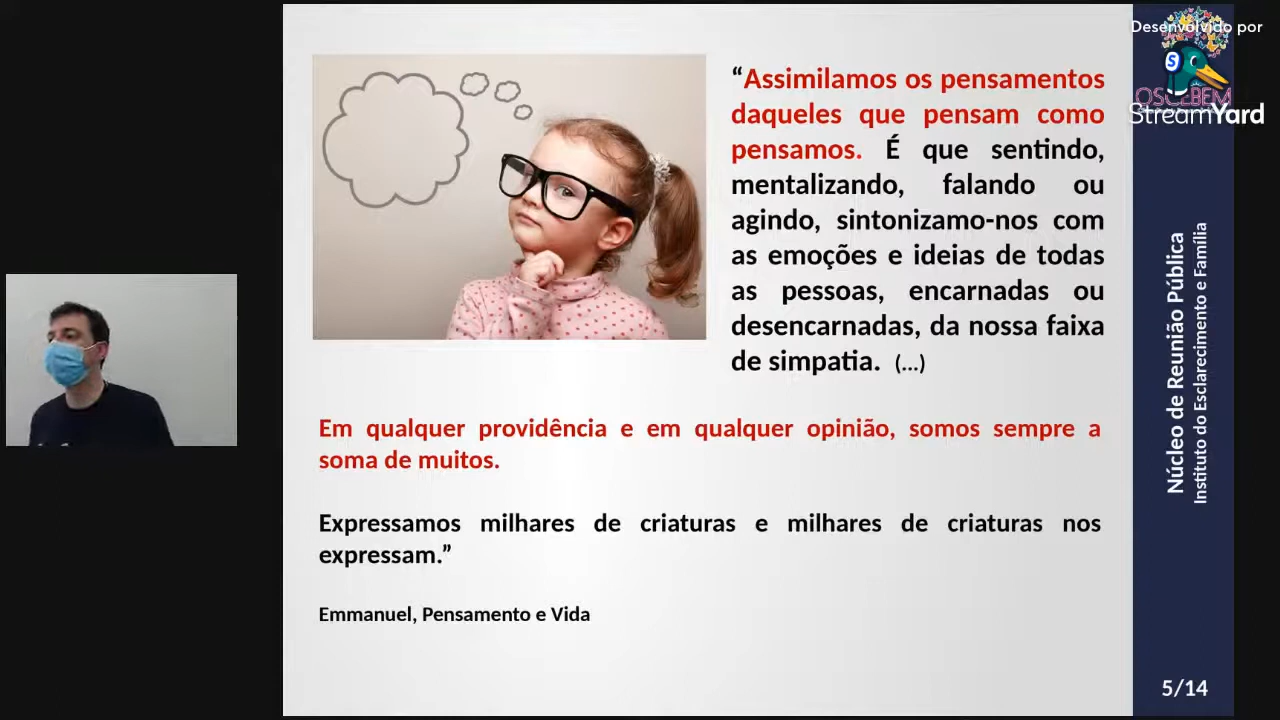 “Assimilamos os pensamentos
daqueles que pensam como
pensamos. É que sentindo,
mentalizando, falando ou
agindo, sintonizamo-nos com
as emoções e ideias de todas
as pessoas, encarnadas ou
desencarnadas, da nossa faixa
de simpatia. (...)
Em qualquer providência e em qualquer opinião, somos sempre a
soma de muitos.
Expressamos milhares de criaturas e milhares de criaturas nos
expressam.”
Emmanuel, Pensamento e Vida
Desenvolvido por
S
OSCEBEM
StreamYard
Núcleo de Reunião Pública
Instituto do Esclarecimento e Família
5/14